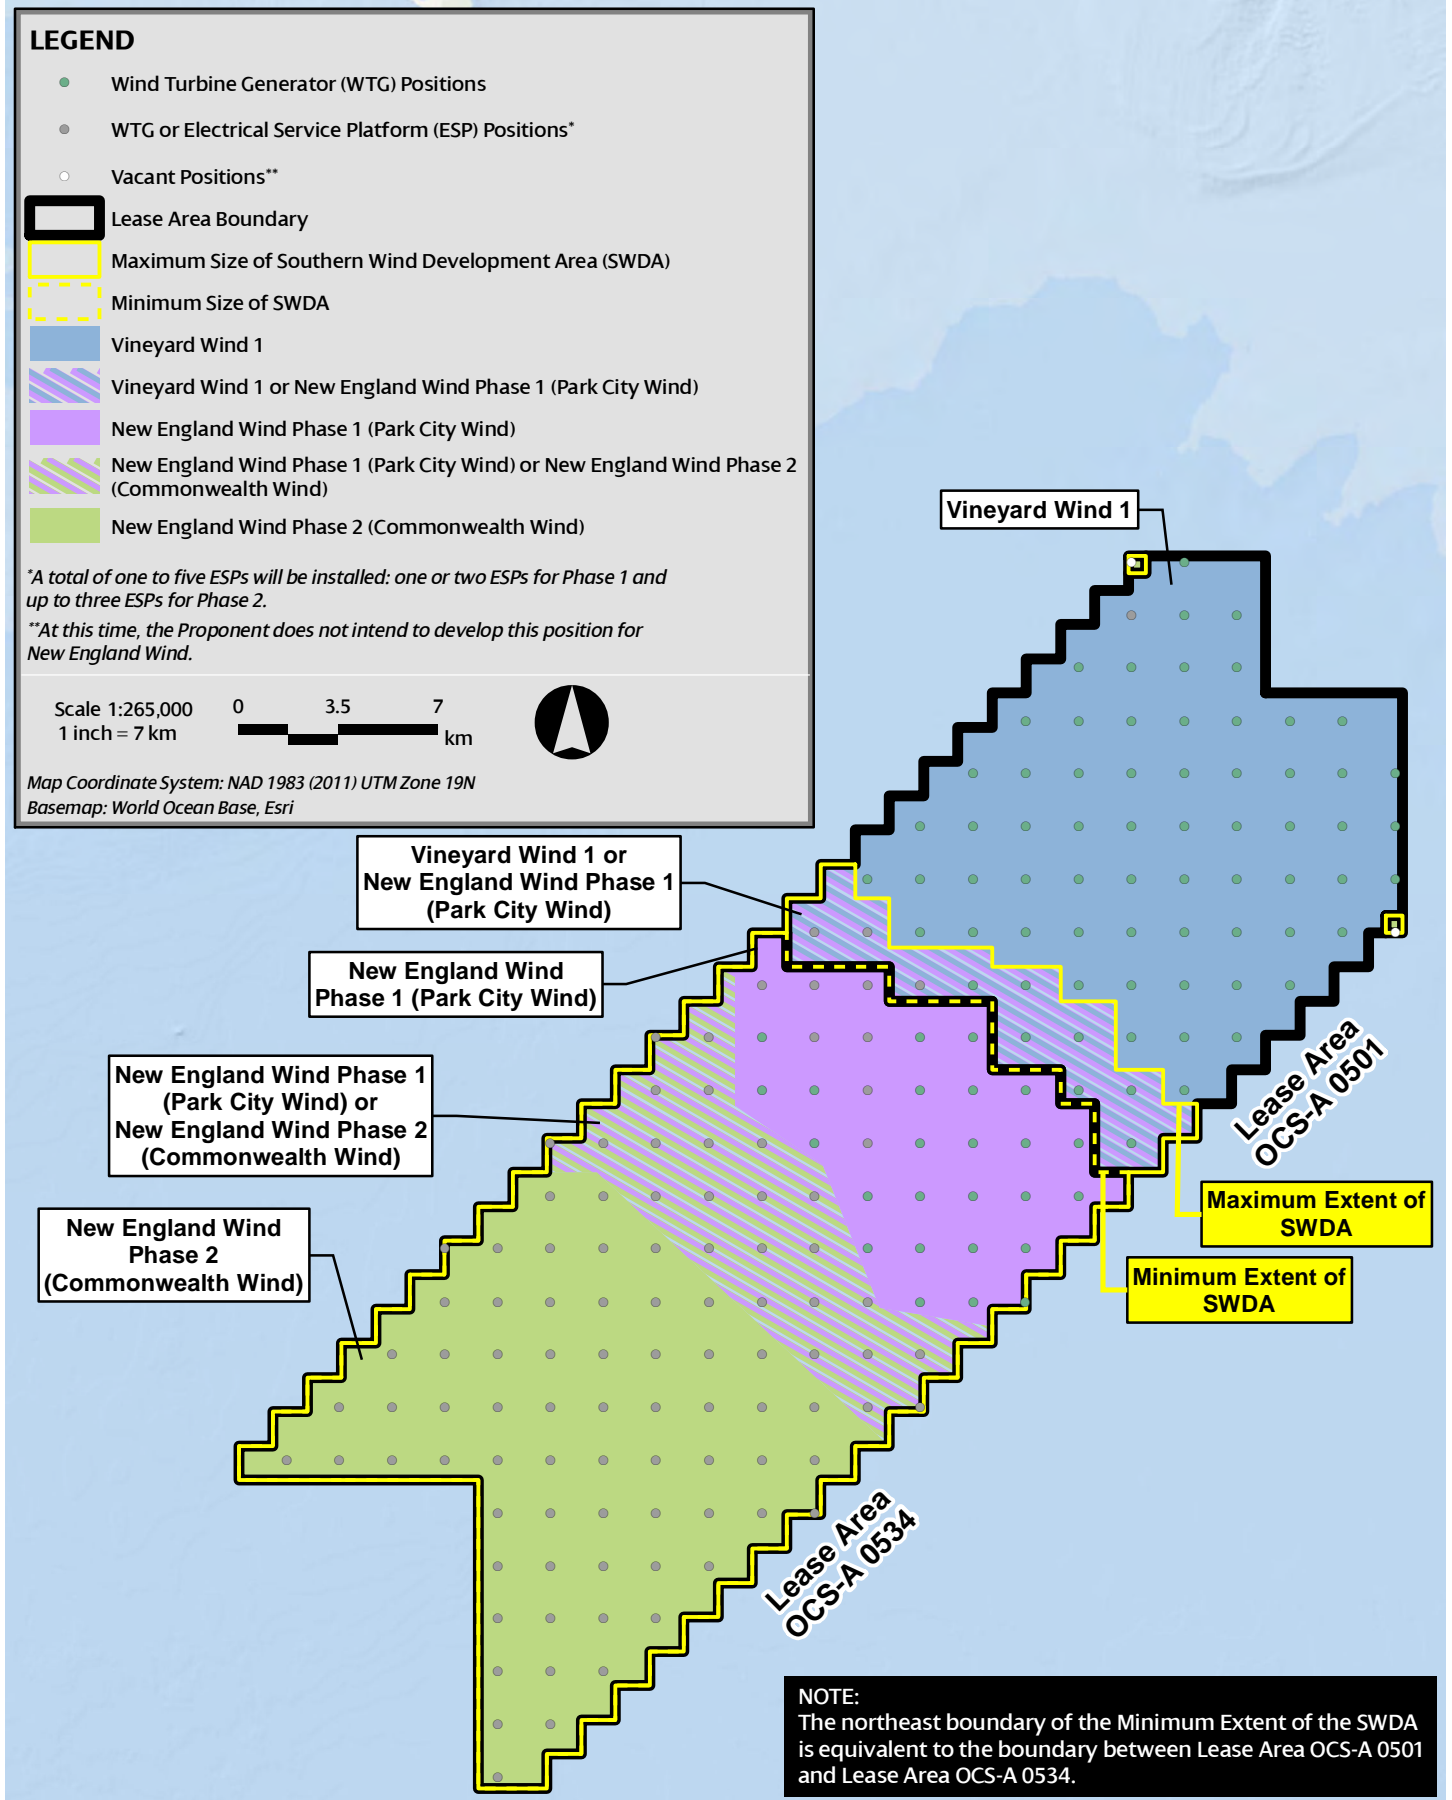 LEGEND
Wind Turbine Generator (WTG) Positions
WTG or Electrical Service Platform (ESP) Positions*
Vacant Positions**
Lease Area Boundary
Maximum Size of Southern Wind Development Area (SWDA)
Minimum Size of SWDA
Vineyard Wind 1
Vineyard Wind 1 or New England Wind Phase 1 (Park City Wind)
New England Wind Phase 1 (Park City Wind)
New England Wind Phase 1 (Park City Wind) or New England Wind Phase 2
(Commonwealth Wind)
New England Wind Phase 2 (Commonwealth Wind)
*A total of one to five ESPs will be installed: one or two ESPs for Phase 1 and
up to three ESPs for Phase 2.
**At this time, the Proponent does not intend to develop this position for
New England Wind.
Scale 1:265,000
1 inch = 7 km
0 3.5 7
km
Map Coordinate System: NAD 1983 (2011) UTM Zone 19N
Basemap: World Ocean Base, Esri
Vineyard Wind 1
Vineyard Wind 1 or
New England Wind Phase 1
(Park City Wind)
New England Wind
Phase 1 (Park City Wind)
New England Wind Phase 1
(Park City Wind) or
New England Wind Phase 2
(Commonwealth Wind)
New England Wind
Phase 2
(Commonwealth Wind)
Lease Area
OCS-A 0501
Maximum Extent of
SWDA
Minimum Extent of
SWDA
Lease Area
OCS-A 0534
NOTE:
The northeast boundary of the Minimum Extent of the SWDA
is equivalent to the boundary between Lease Area OCS-A 0501
and Lease Area OCS-A 0534.